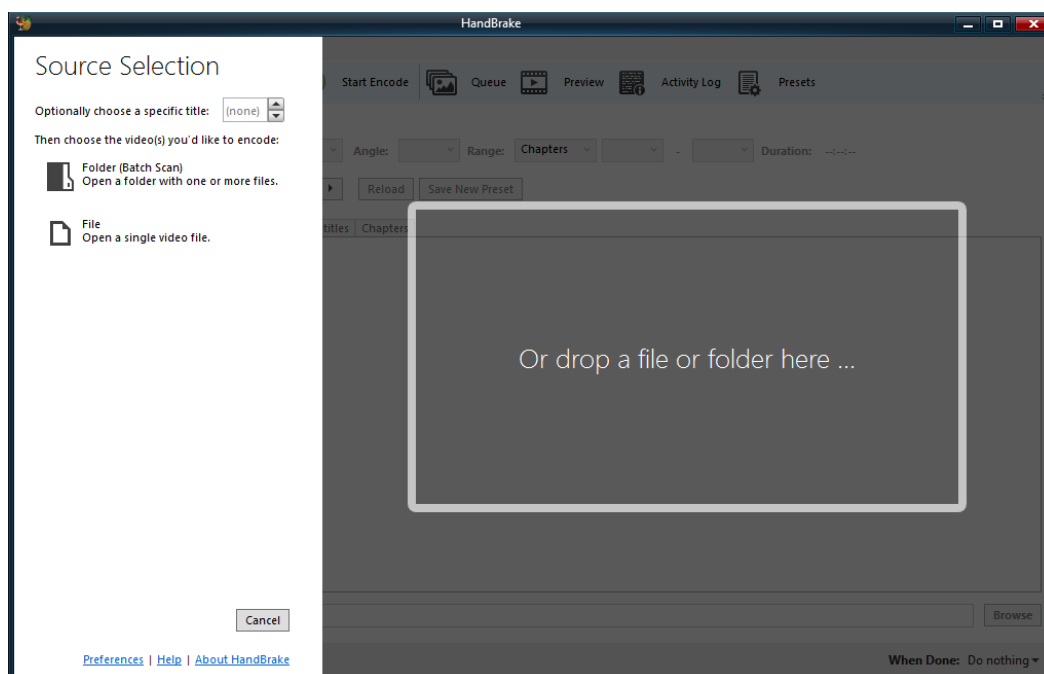 HandBrake
Source Selection
Optionally choose a specific title: (none)
Then choose the video(s) you'd like to encode:
Folder (Batch Scan)
Open a folder with one or more files.
File
Open a single video file.
Cancel
Preferences | Help | About HandBrake
Start Encode Queue Preview Activity Log Presets
Angle: Range: Chapters - Duration: --:--:--
Reload Save New Preset
titles Chapters
Or drop a file or folder here ...
Browse
When Done: Do nothing